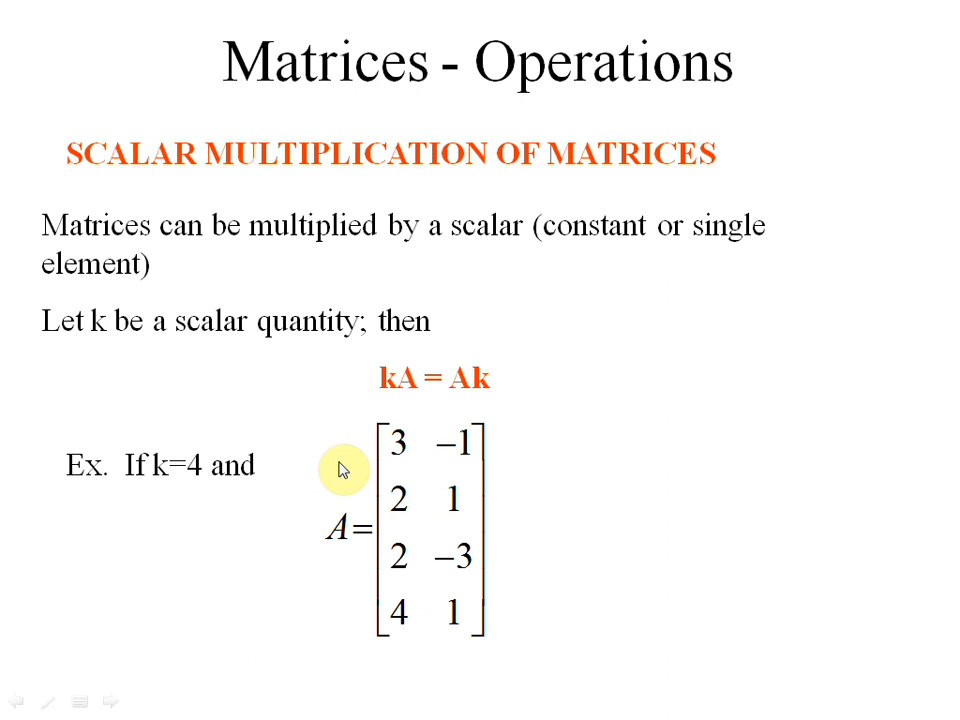 Matrices - Operations
SCALAR MULTIPLICATION OF MATRICES
Matrices can be multiplied by a scalar (constant or single
element)
Let k be a scalar quantity; then
kA = Ak
Ex. If k=4 and
A=
3 −1
2 1
2 −3
4 1